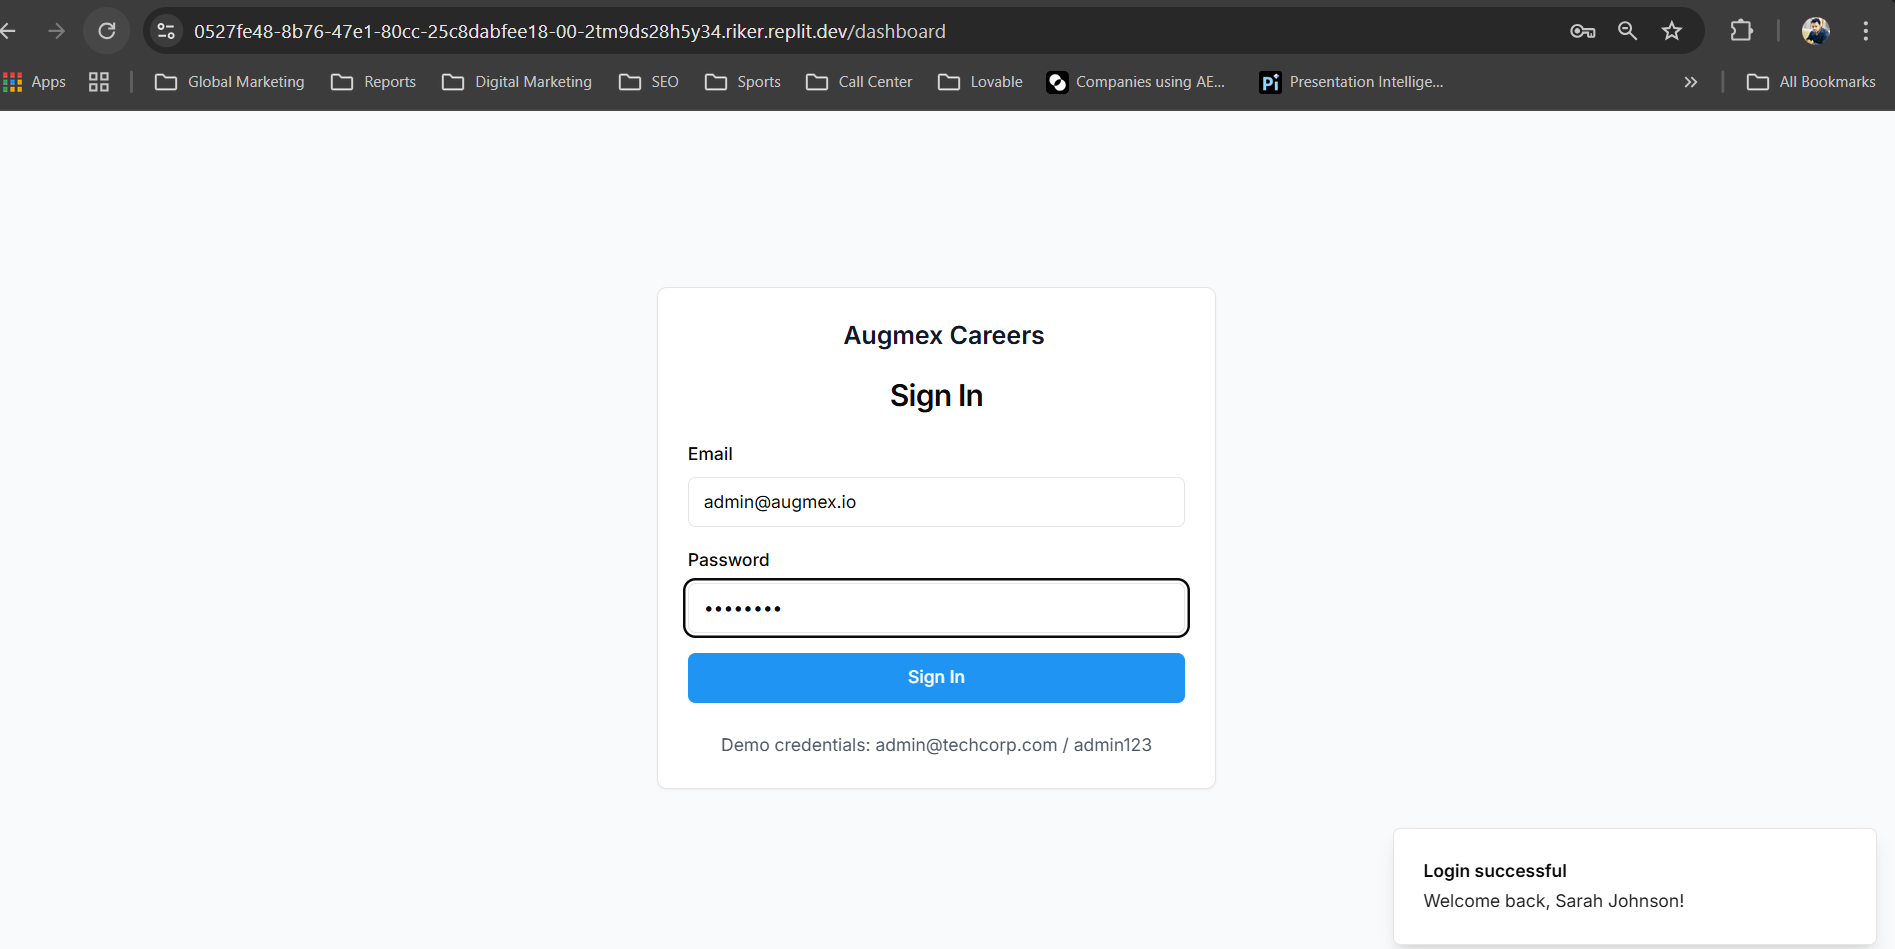 0527fe48-8b76-47e1-80cc-25c8dabfee18-00-2tm9ds28h5y34.riker.replit.dev/dashboard
Apps Global Marketing Reports Digital Marketing SEO Sports Call Center Lovable Companies using AE... Pi Presentation Intellige... » All Bookmarks
Augmex Careers
Sign In
Email
admin@augmex.io
Password
••••••••
Sign In
Demo credentials: admin@techcorp.com / admin123
Login successful
Welcome back, Sarah Johnson!